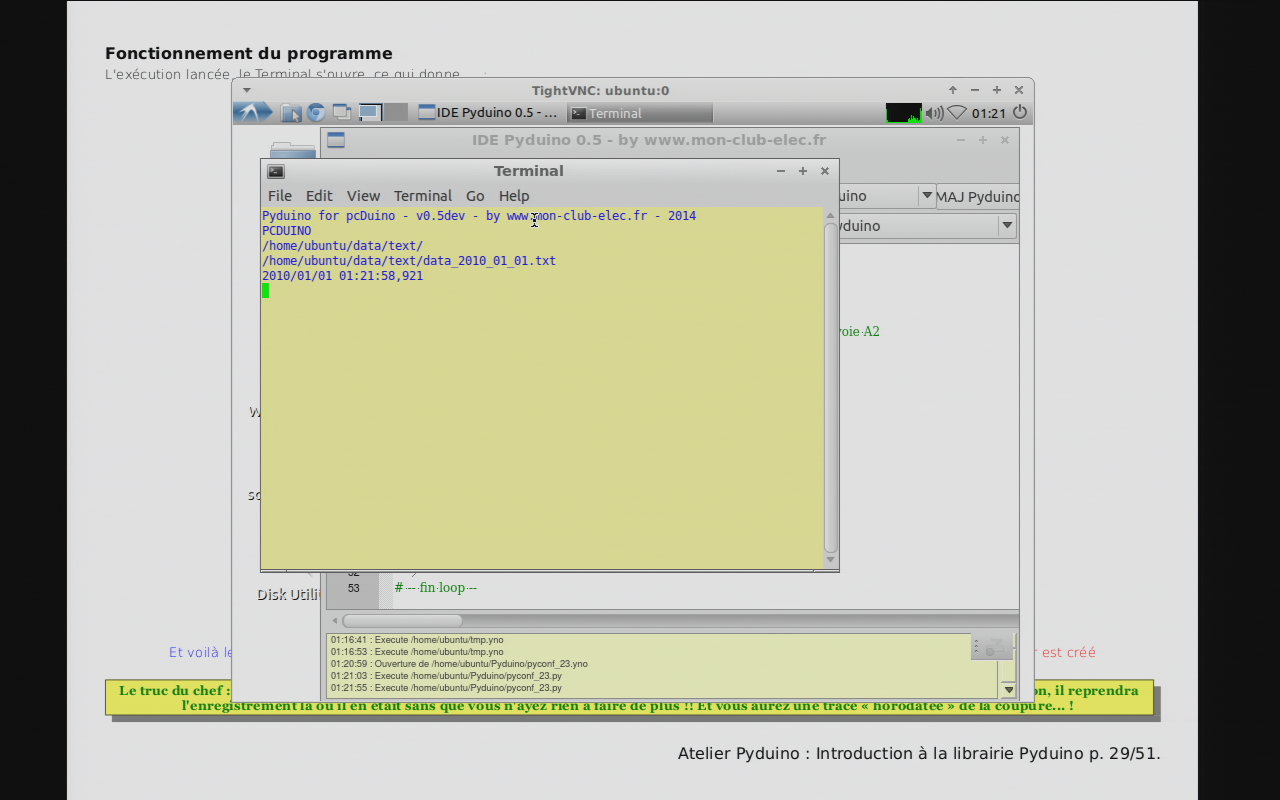 Fonctionnement du programme
L'exécution lancée, le Terminal s'ouvre, ce qui donne
TightVNC: ubuntu:0
IDE Pyduino 0.5 - ...
Terminal
01:21
IDE Pyduino 0.5 - by www.mon-club-elec.fr
Terminal
File Edit View Terminal Go Help
uino
MAJ Pyduino
Pyduino for pcDuino - v0.5dev - by www.mon-club-elec.fr - 2014
PCDUINO
/home/ubuntu/data/text/
/home/ubuntu/data/text/data_2010_01_01.txt
2010/01/01 01:21:58,921
yduino
voie A2
Disk Utili
53 # -- fin loop --
01:16:41 : Execute /home/ubuntu/tmp.yno
01:16:53 : Execute /home/ubuntu/tmp.yno
01:20:59 : Ouverture de /home/ubuntu/Pyduino/pyconf_23.yno
01:21:03 : Execute /home/ubuntu/Pyduino/pyconf_23.py
01:21:55 : Execute /home/ubuntu/Pyduino/pyconf_23.py
Et voilà le
est créé
Le truc du chef :
on, il reprendra
l'enregistrement là où il en était sans que vous n'ayez rien à faire de plus !! Et vous aurez une trace « horodatée » de la coupure... !
Atelier Pyduino : Introduction à la librairie Pyduino p. 29/51.